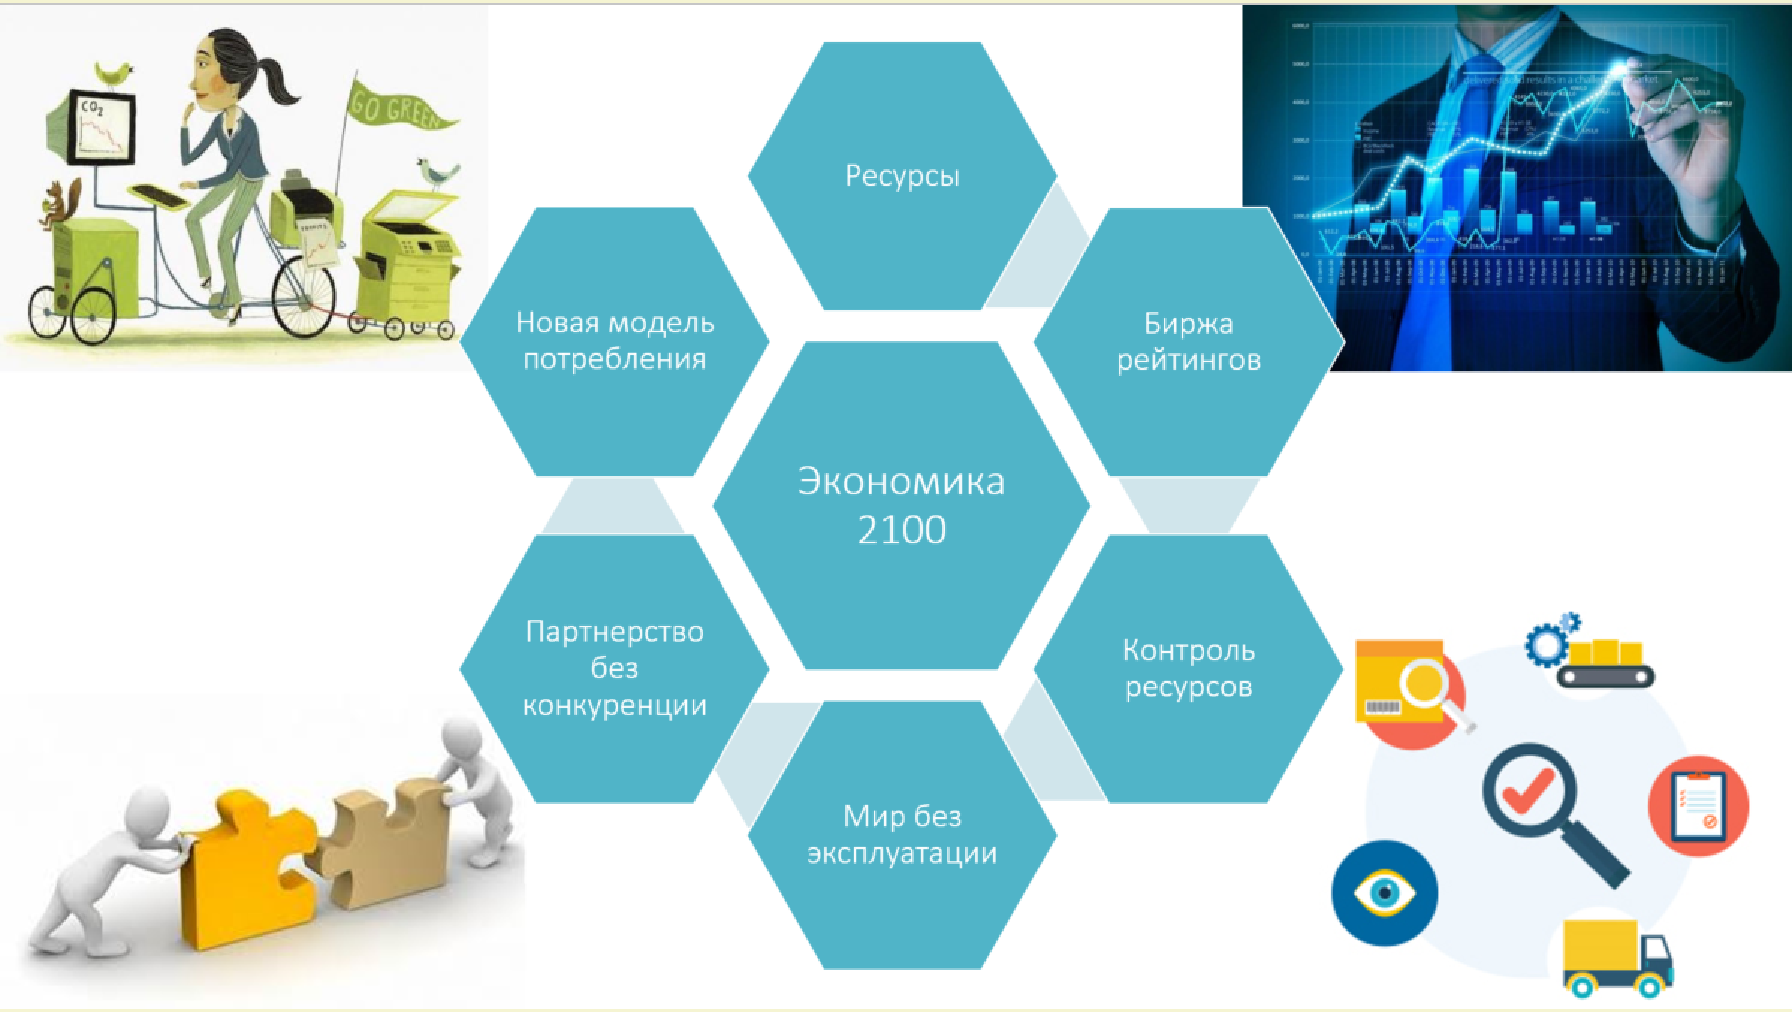 CO2
GO GREEN
PROFITS
Ресурсы
Новая модель
потребления
Биржа
рейтингов
Экономика
2100
Партнерство
без
конкуренции
Контроль
ресурсов
Мир без
эксплуатации